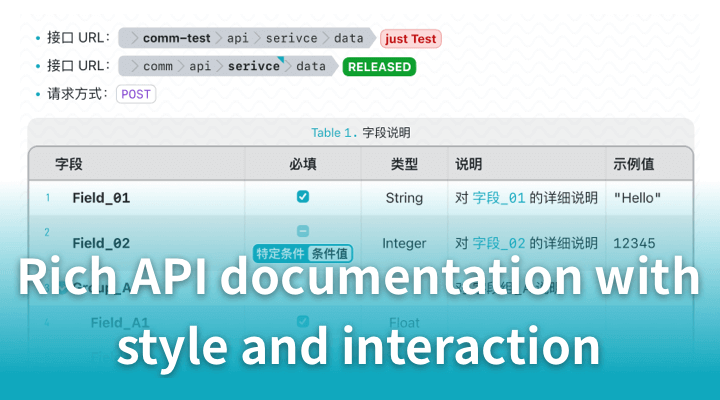 接口 URL： comm-test api serivce data just Test
接口 URL： comm api serivce data RELEASED
请求方式： POST
Table 1. 字段说明
字段 必填 类型 说明 示例值
1 Field_01 String 对 字段_01 的详细说明 "Hello"
2 Field_02 特定条件 条件值 Integer 对 字段_02 的详细说明 12345
Rich API documentation with
4 Field_A1 Float
style and interaction